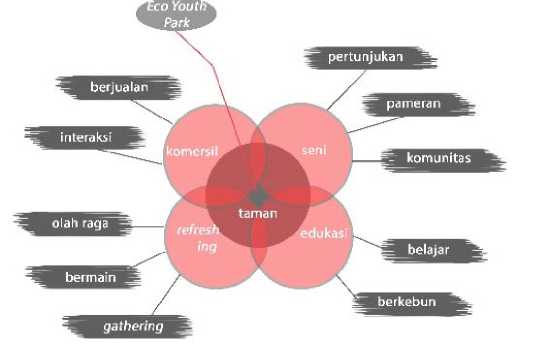 Eco Youth
Park
pertunjukan
berjualan
pameran
interaksi
komersil
seni
komunitas
taman
olah raga
refresh
ing
edukasi
belajar
bermain
berkebun
gathering